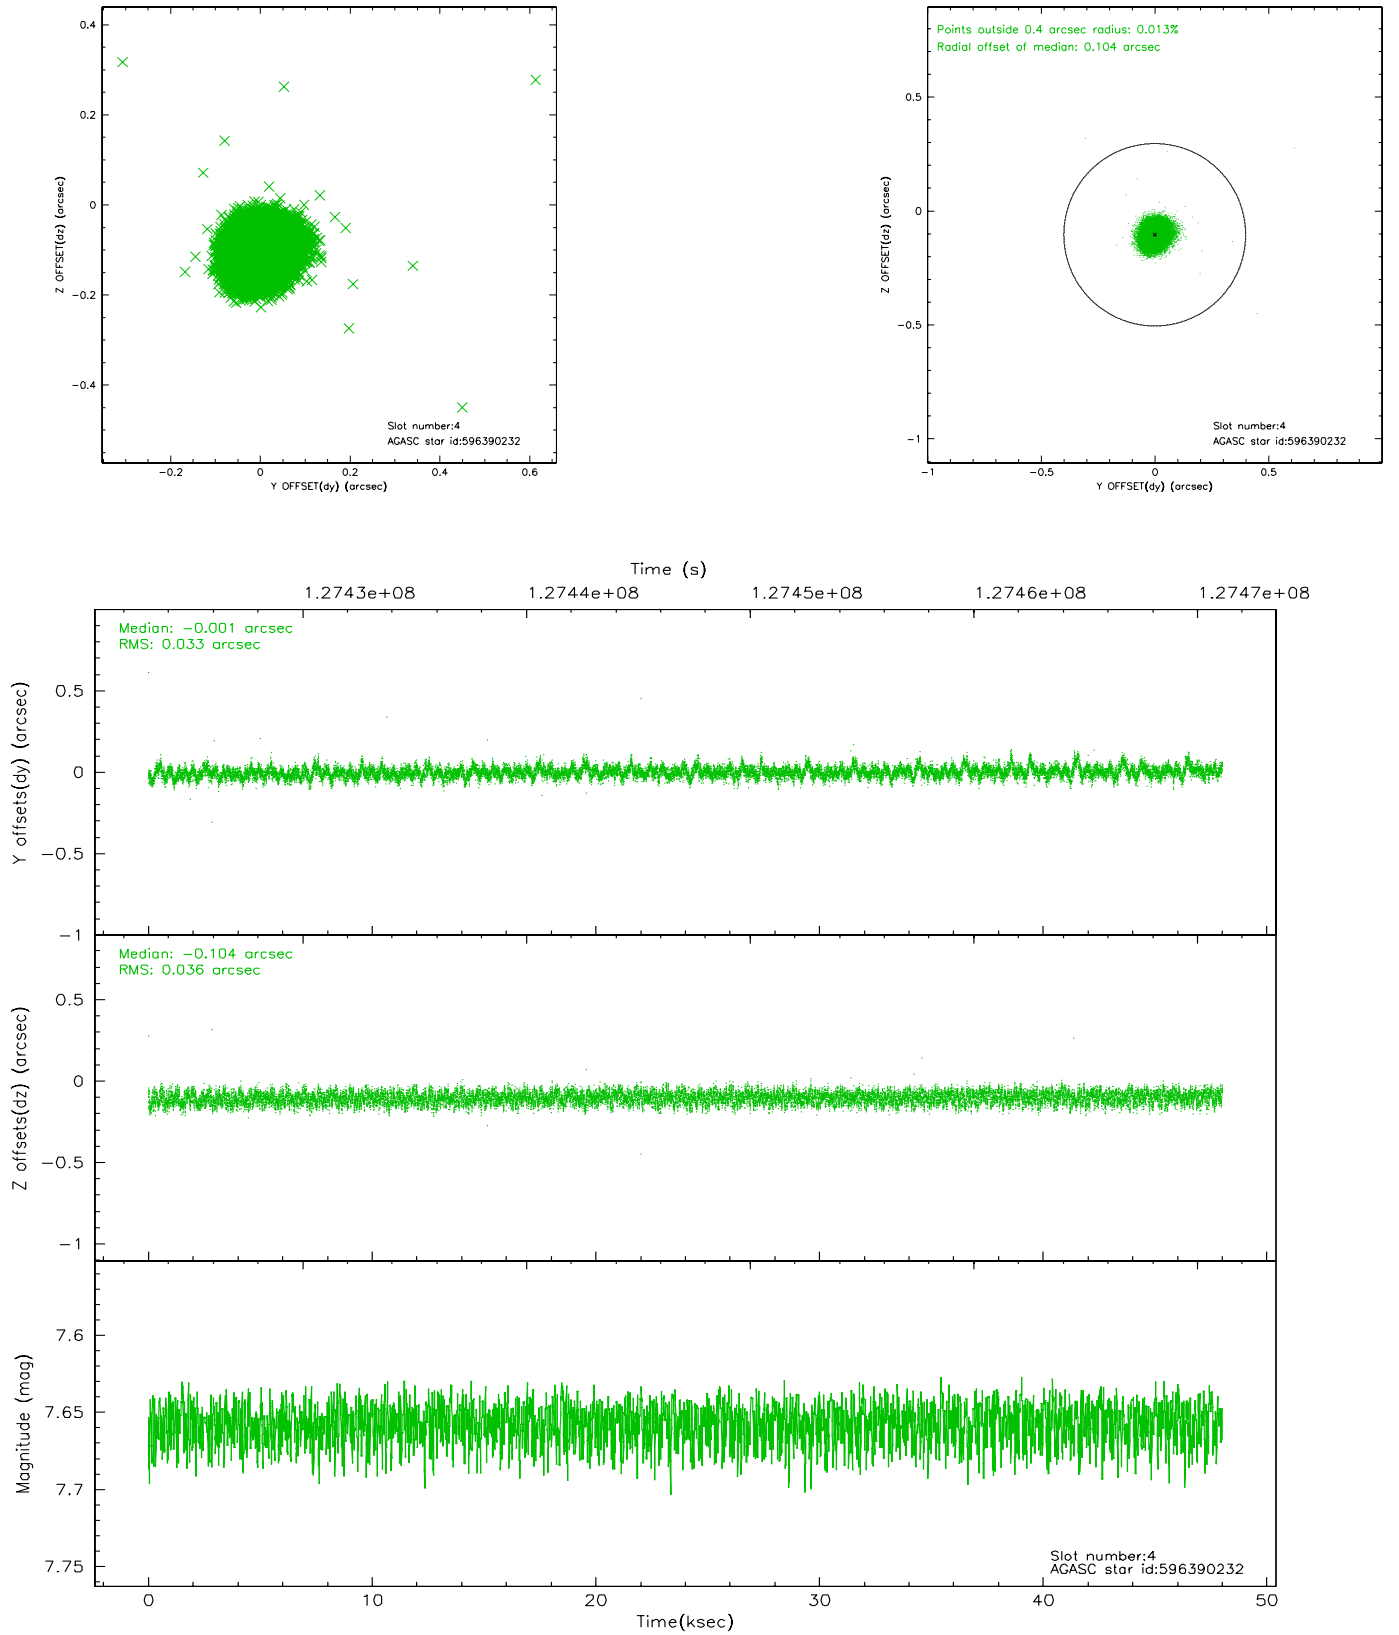 0.4
0.2
0
−0.2
−0.4
Z OFFSET(dz) (arcsec)
Slot number:4
AGASC star id:596390232
−0.2 0 0.2 0.4 0.6
Y OFFSET(dy) (arcsec)
Points outside 0.4 arcsec radius: 0.013%
Radial offset of median: 0.104 arcsec
0.5
0
−0.5
−1
Z OFFSET(dz) (arcsec)
Slot number:4
AGASC star id:596390232
−1 −0.5 0 0.5
Y OFFSET(dy) (arcsec)
Time (s)
1.2743e+08 1.2744e+08 1.2745e+08 1.2746e+08 1.2747e+08
Median: −0.001 arcsec
RMS: 0.033 arcsec
0.5
0
−0.5
−1
Y offsets(dy) (arcsec)
Median: −0.104 arcsec
RMS: 0.036 arcsec
0.5
0
−0.5
−1
Z offsets(dz) (arcsec)
7.6
7.65
7.7
7.75
Magnitude (mag)
Slot number:4
AGASC star id:596390232
0 10 20 30 40 50
Time(ksec)